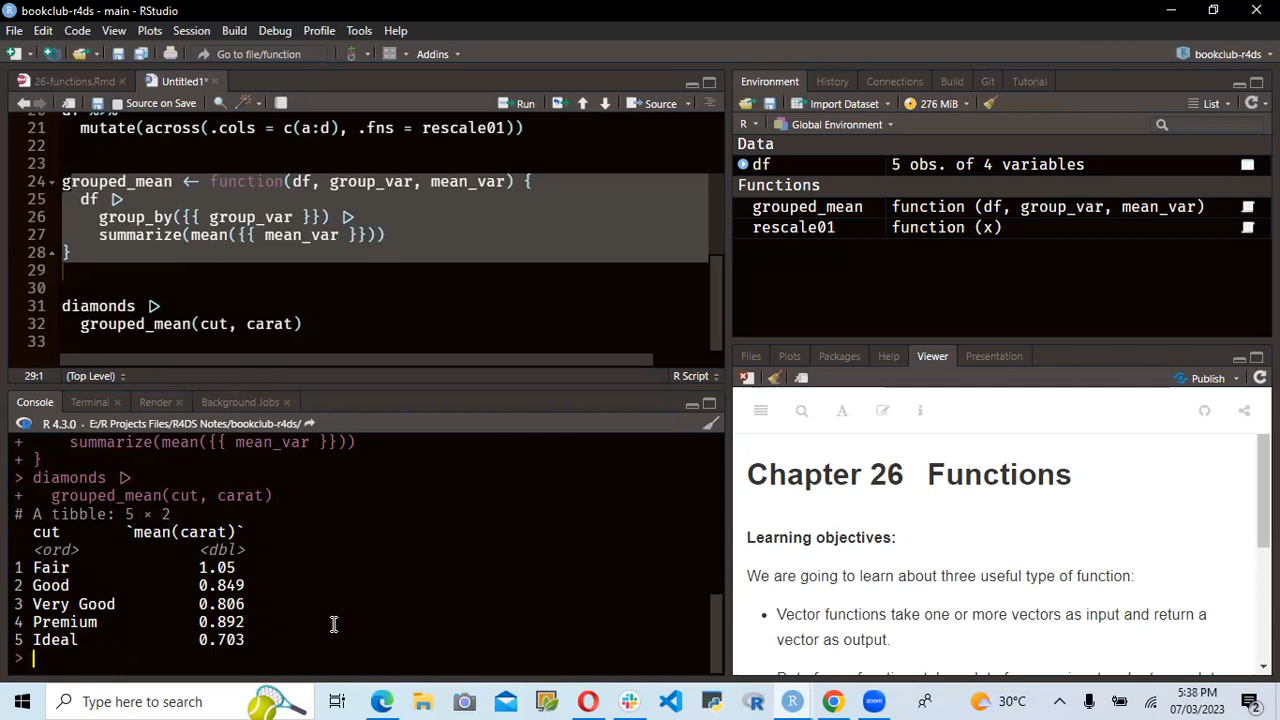 bookclub-r4ds - main - RStudio
File Edit Code View Plots Session Build Debug Profile Tools Help
Go to file/function
Addins
bookclub-r4ds
26-functions.Rmd
Untitled1*
Source on Save
Run
Source
21 mutate(across(.cols = c(a:d), .fns = rescale01))
22
23
24 grouped_mean <- function(df, group_var, mean_var) {
25 df |>
26 group_by({{ group_var }}) |>
27 summarize(mean({{ mean_var }}))
28 }
29
30
31 diamonds |>
32 grouped_mean(cut, carat)
33
29:1 (Top Level)
R Script
Console Terminal Render Background Jobs
R 4.3.0 . E:/R Projects Files/R4DS Notes/bookclub-r4ds/
+ summarize(mean({{ mean_var }}))
+ }
> diamonds |>
+ grouped_mean(cut, carat)
# A tibble: 5 × 2
cut `mean(carat)`
<ord> <dbl>
1 Fair 1.05
2 Good 0.849
3 Very Good 0.806
4 Premium 0.892
5 Ideal 0.703
>
Environment History Connections Build Git Tutorial
Import Dataset 276 MiB List
R Global Environment
Data
df 5 obs. of 4 variables
Functions
grouped_mean function (df, group_var, mean_var)
rescale01 function (x)
Files Plots Packages Help Viewer Presentation
Publish
Chapter 26 Functions
Learning objectives:
We are going to learn about three useful type of function:
• Vector functions take one or more vectors as input and return a
vector as output.
Type here to search
30°C
5:38 PM
07/03/2023
2